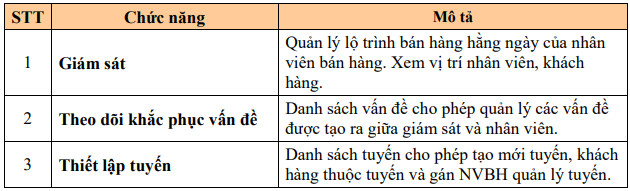 STT Chức năng Mô tả
1 Giám sát Quản lý lộ trình bán hàng hằng ngày của nhân
viên bán hàng. Xem vị trí nhân viên, khách
hàng.
2 Theo dõi khắc phục vấn đề Danh sách vấn đề cho phép quản lý các vấn đề
được tạo ra giữa giám sát và nhân viên.
3 Thiết lập tuyến Danh sách tuyến cho phép tạo mới tuyến, khách
hàng thuộc tuyến và gán NVBH quản lý tuyến.